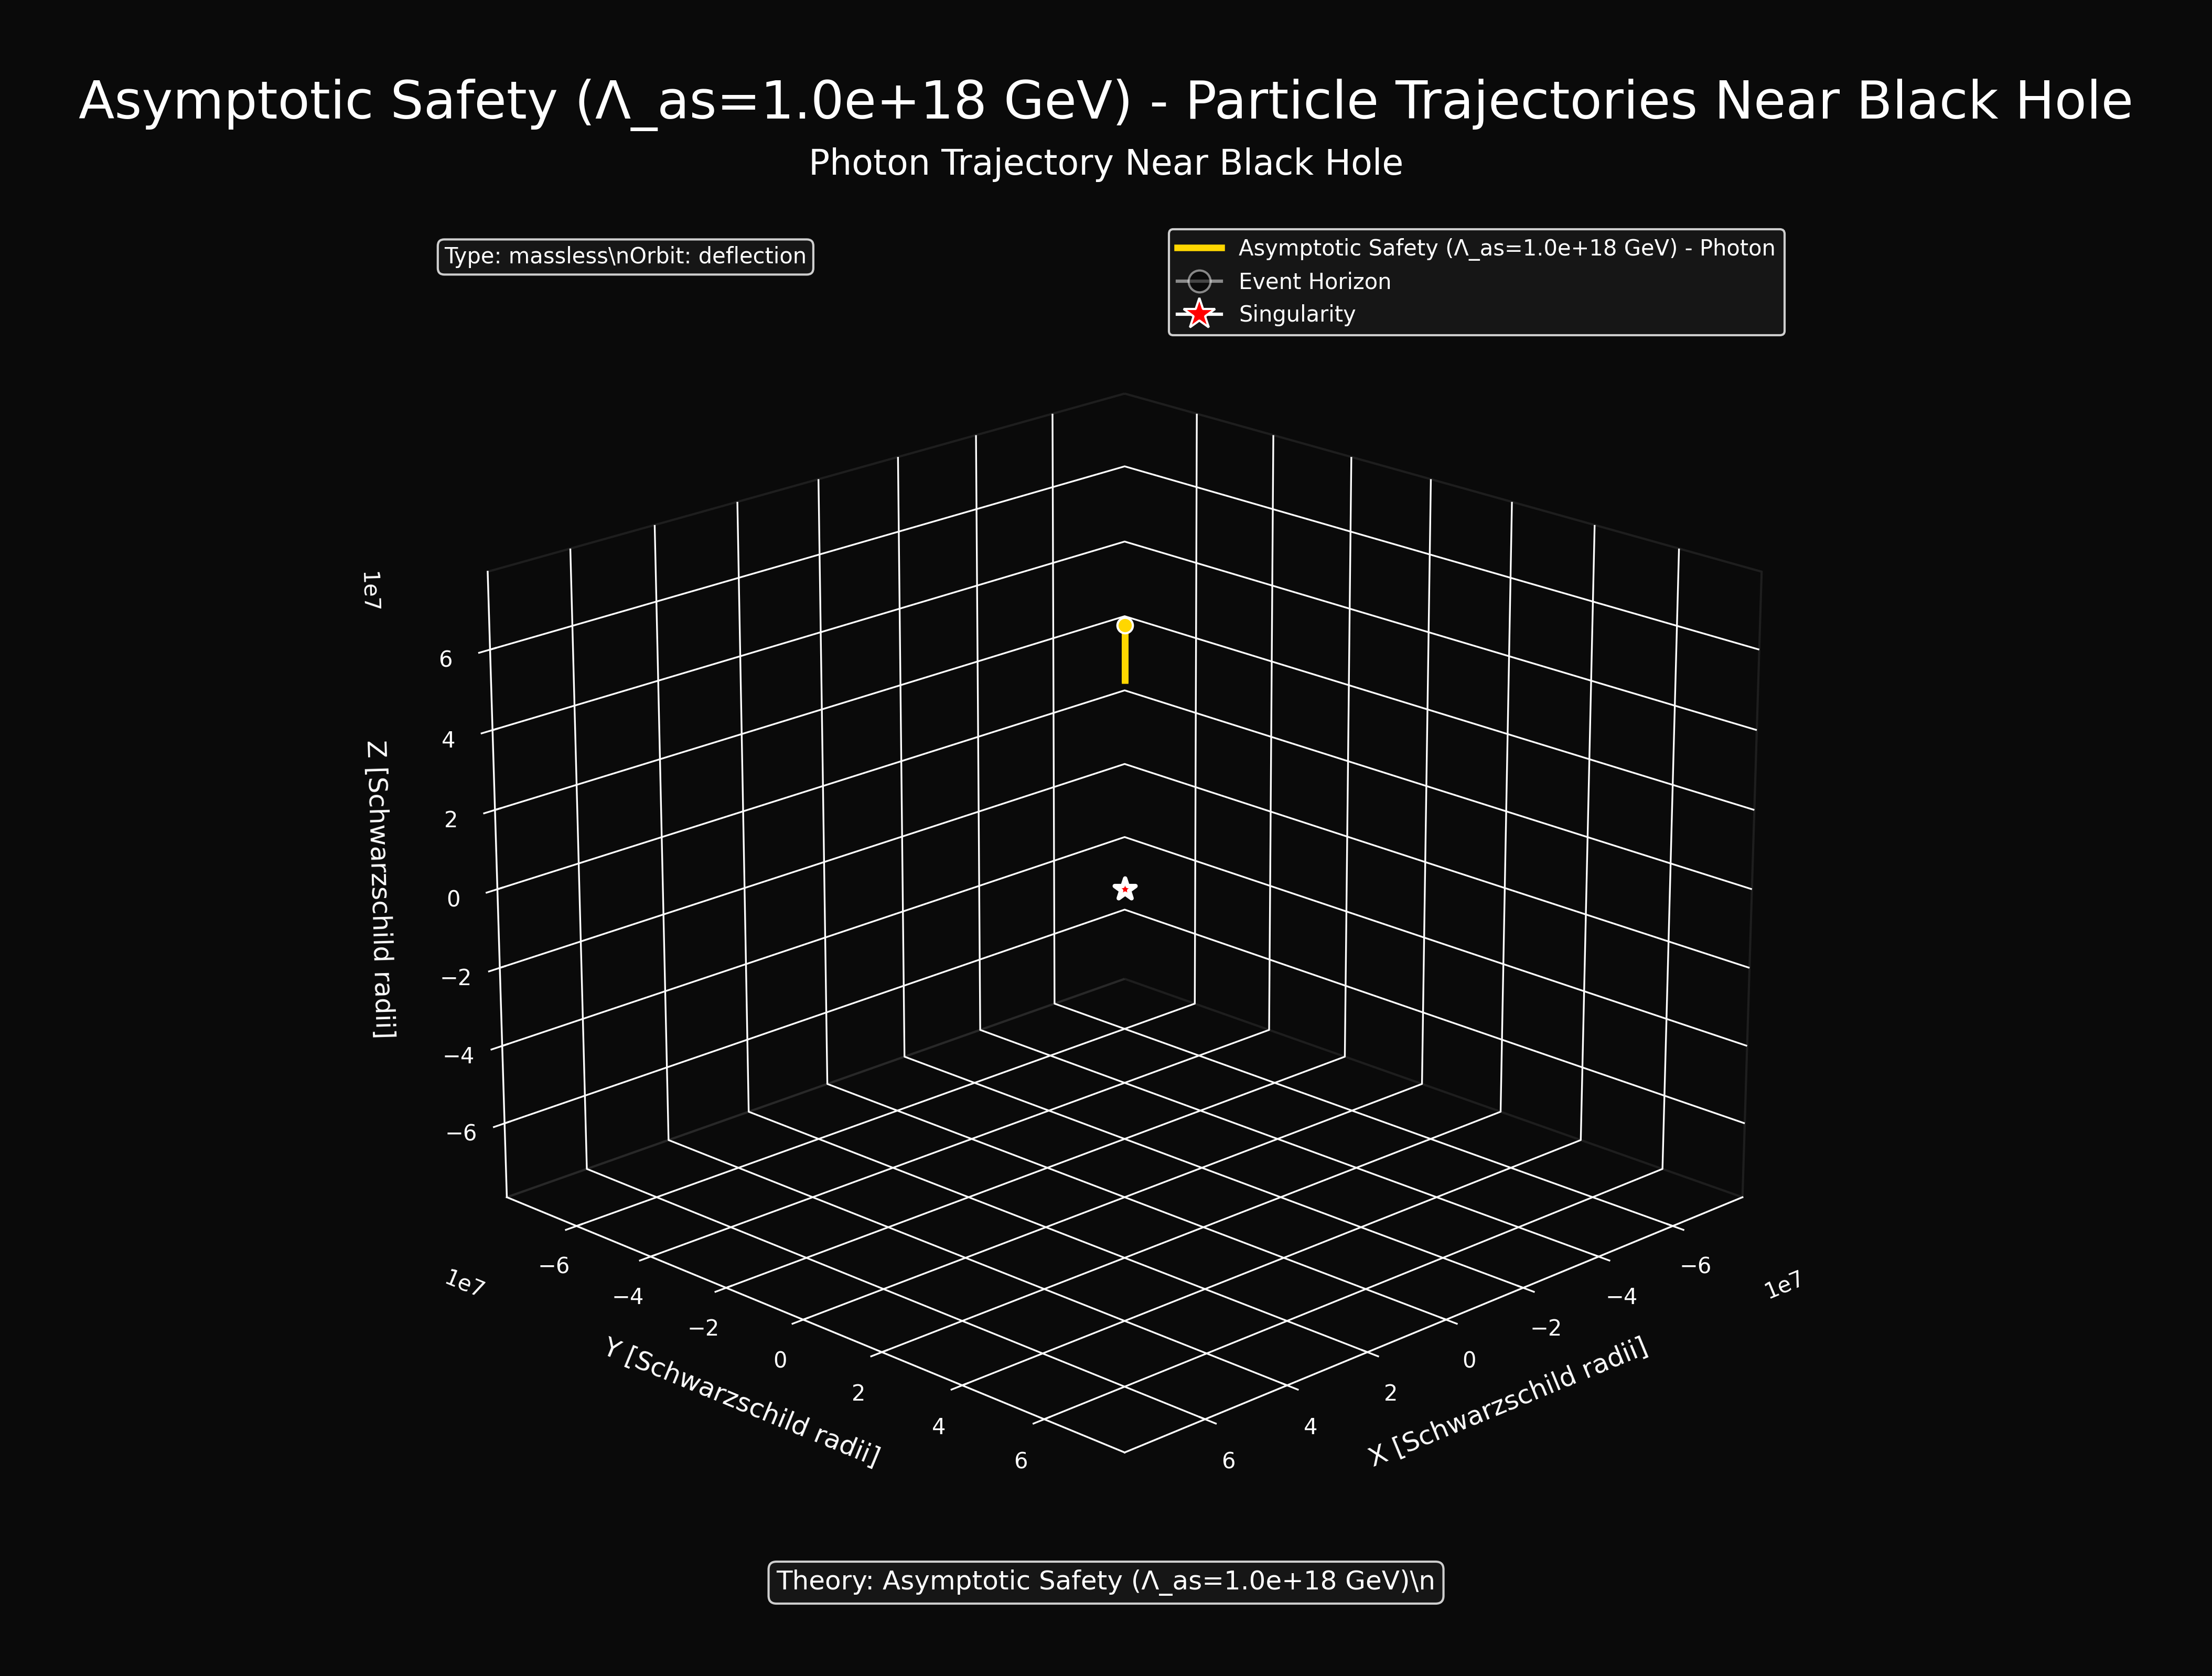 Asymptotic Safety (Λ_as=1.0e+18 GeV) - Particle Trajectories Near Black Hole
Photon Trajectory Near Black Hole
Type: massless\nOrbit: deflection
Asymptotic Safety (Λ_as=1.0e+18 GeV) - Photon
Event Horizon
Singularity
1e7
6
4
2
0
−2
−4
−6
Z [Schwarzschild radii]
1e7
−6
−4
−2
0
2
4
6
Y [Schwarzschild radii]
6
4
2
0
−2
−4
−6
1e7
X [Schwarzschild radii]
Theory: Asymptotic Safety (Λ_as=1.0e+18 GeV)\n